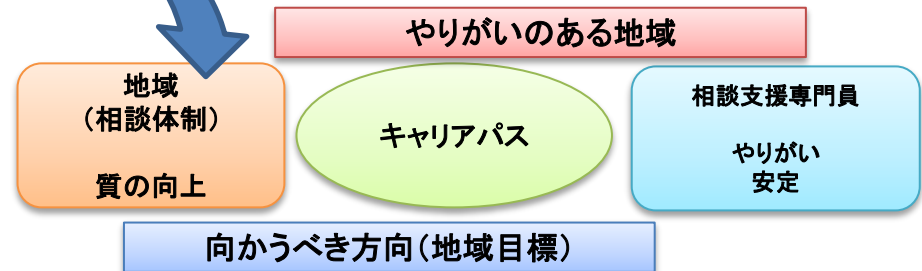 やりがいのある地域
地域
（相談体制）
質の向上
キャリアパス
相談支援専門員
やりがい
安定
向かうべき方向（地域目標）